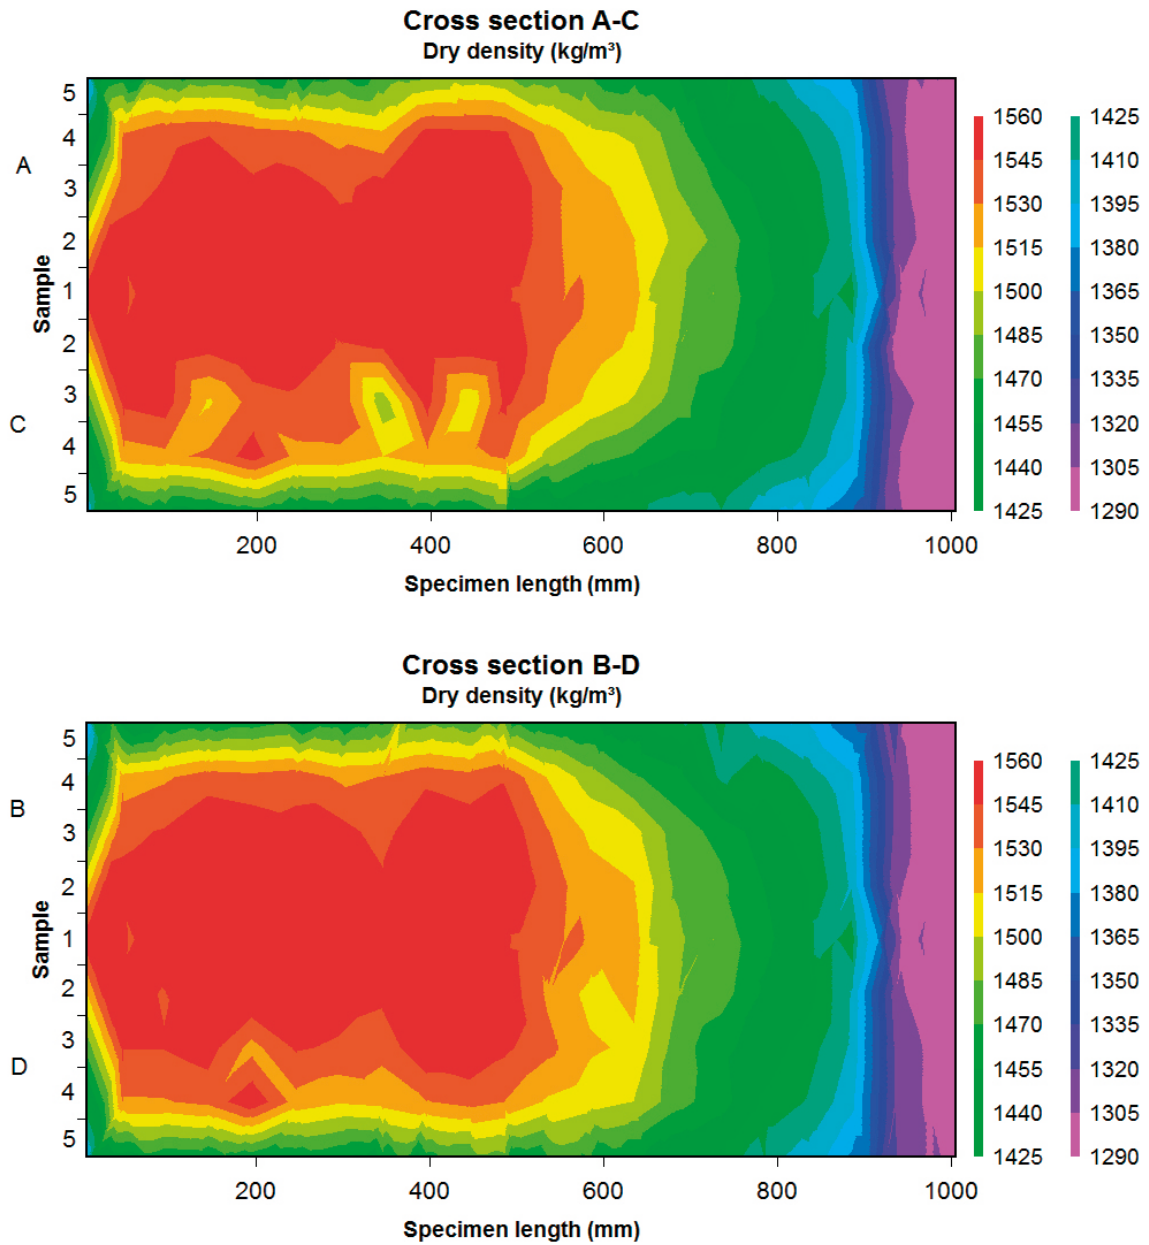 Cross section A-C
Dry density (kg/m³)
5
4
A
3
2
1
2
3
C
4
5
Sample
200 400 600 800 1000
Specimen length (mm)
1560 1425
1545 1410
1530 1395
1515 1380
1500 1365
1485 1350
1470 1335
1455 1320
1440 1305
1425 1290
Cross section B-D
Dry density (kg/m³)
5
4
B
3
2
1
2
3
D
4
5
Sample
200 400 600 800 1000
Specimen length (mm)
1560 1425
1545 1410
1530 1395
1515 1380
1500 1365
1485 1350
1470 1335
1455 1320
1440 1305
1425 1290